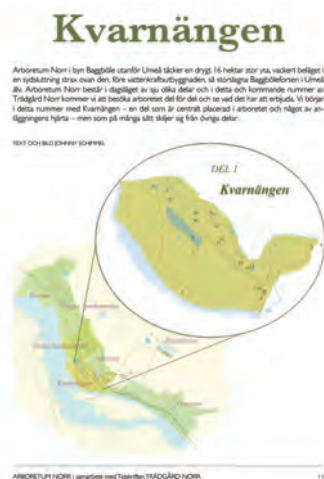 Kvarnängen
Arboretum Norr i byn Baggböle utanför Umeå täcker en drygt 16 hektar stor yta, vackert beläget i
en sydsluttning strax ovan den, före vattenkraftutbyggnaden, så storslagna Baggböleforsen i Umeå
älv. Arboretum Norr består i dagsläget av sju olika delar och i detta och kommande nummer av
Trädgård Norr kommer vi att besöka arboretet del för del och se vad det har att erbjuda. Vi börjar
i detta nummer med Kvarnängen – en del som är centralt placerad i arboretet och något av an-
läggningens hjärta – men som på många sätt skiljer sig från övriga delar.
TEXT OCH BILD JOHNNY SCHIMMEL
DEL 1
Kvarnängen
ARBORETUM NORR i samarbete med Tidskriften TRÄDGÅRD NORR